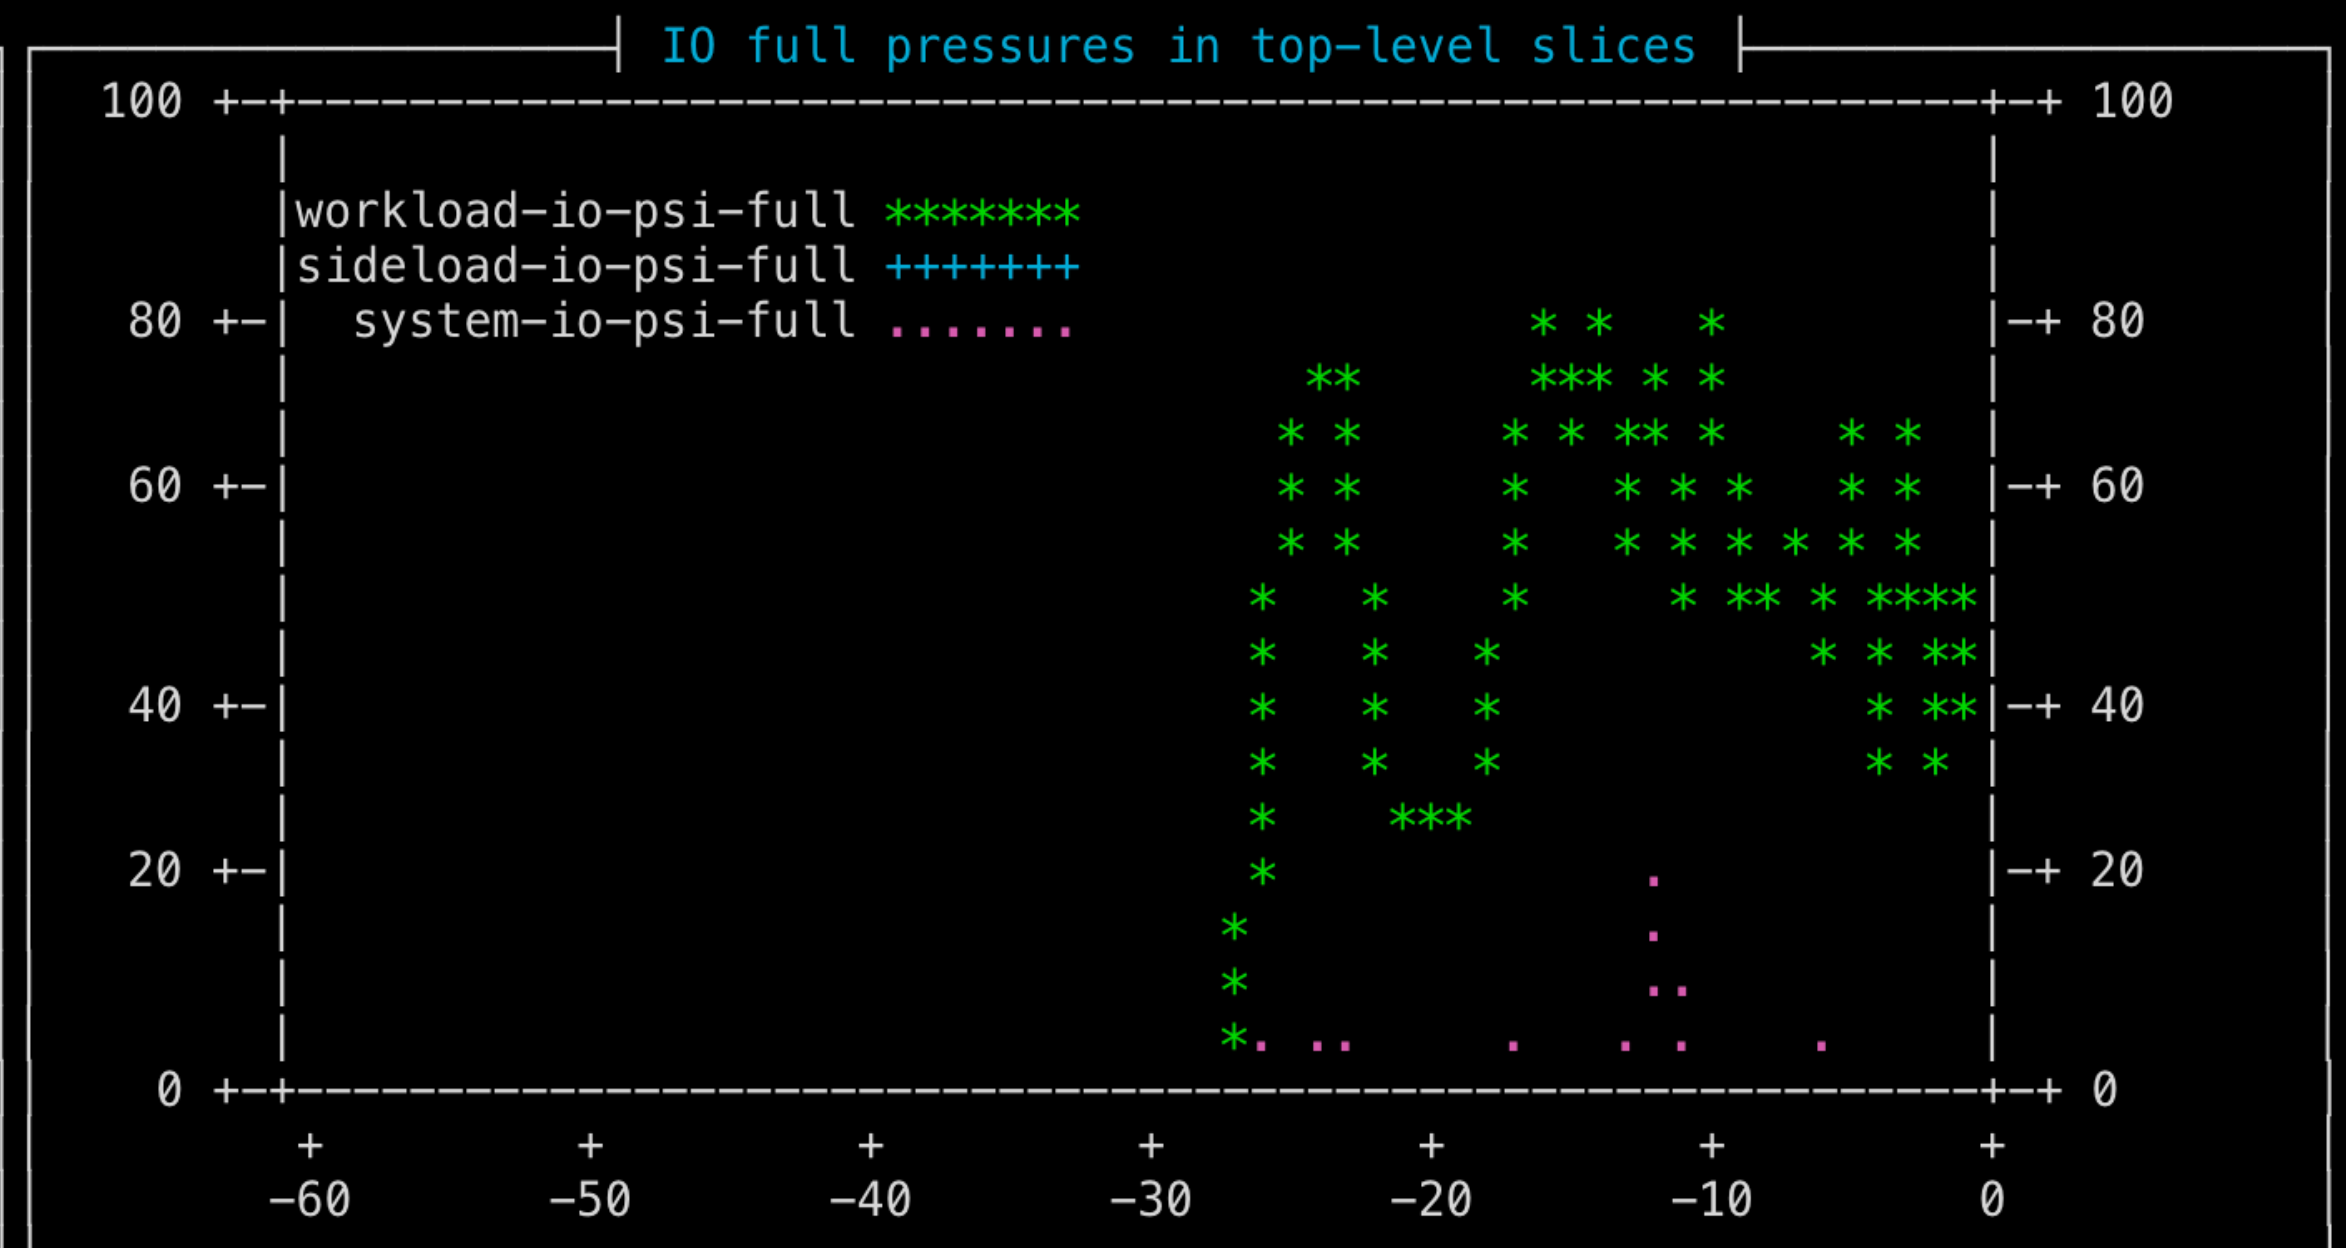 IO full pressures in top-level slices
100 100
workload-io-psi-full *******
sideload-io-psi-full +++++++
80 system-io-psi-full ....... 80
60 60
40 40
20 20
0 0
-60 -50 -40 -30 -20 -10 0